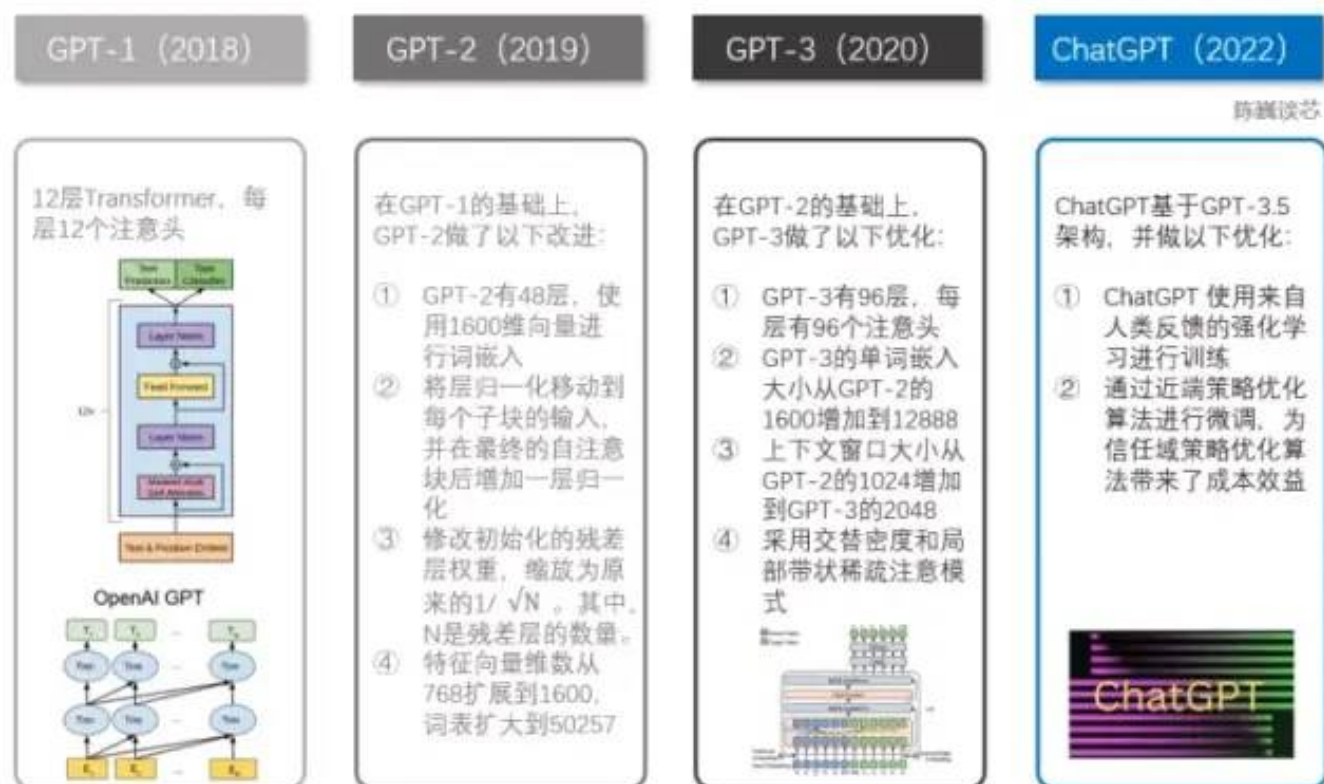 GPT-1（2018）
GPT-2（2019）
GPT-3（2020）
ChatGPT（2022）
陈巍谈芯
12层Transformer，每
层12个注意头
Layer Norm
Feed Forward
Layer Norm
12x
Text & Position Embed
OpenAI GPT
Trm Trm ... Trm
Trm Trm ... Trm
在GPT-1的基础上，
GPT-2做了以下改进：
① GPT-2有48层，使
用1600维向量进
行词嵌入
② 将层归一化移动到
每个子块的输入，
并在最终的自注意
块后增加一层归一
化
③ 修改初始化的残差
层权重，缩放为原
来的1/ √N 。其中，
N是残差层的数量。
④ 特征向量维数从
768扩展到1600，
词表扩大到50257
在GPT-2的基础上，
GPT-3做了以下优化：
① GPT-3有96层，每
层有96个注意头
② GPT-3的单词嵌入
大小从GPT-2的
1600增加到12888
③ 上下文窗口大小从
GPT-2的1024增加
到GPT-3的2048
④ 采用交替密度和局
部带状稀疏注意模
式
ChatGPT基于GPT-3.5
架构，并做以下优化：
① ChatGPT 使用来自
人类反馈的强化学
习进行训练
② 通过近端策略优化
算法进行微调，为
信任域策略优化算
法带来了成本效益
ChatGPT